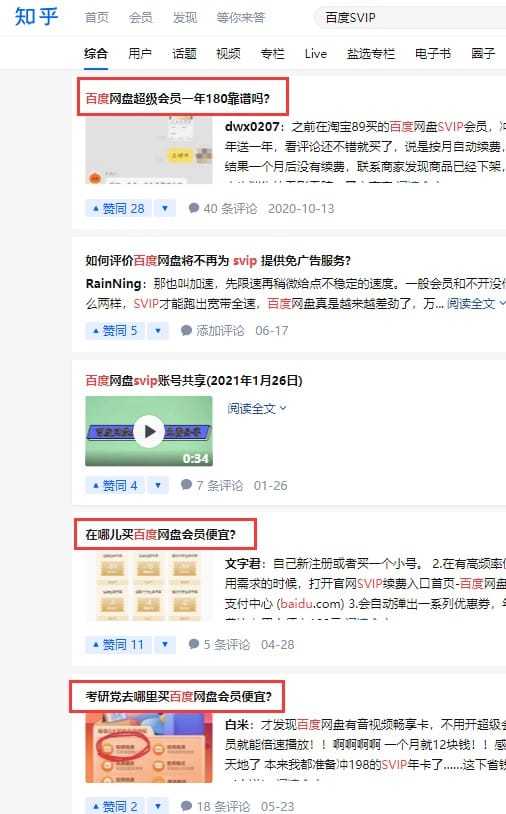 知乎 首页 会员 发现 等你来答 百度SVIP
综合 用户 话题 视频 专栏 Live 盐选专栏 电子书 圈子
百度网盘超级会员一年180靠谱吗?
dwx0207：之前在淘宝89买的百度网盘SVIP会员，冲
年送一年，看评论还不错就买了，说是按月自动续费，
结果一个月后没有续费，联系商家发现商品已经下架，
赞同 28 40 条评论 2020-10-13
如何评价百度网盘将不再为 svip 提供免广告服务?
RainNing：那也叫加速，先限速再稍微给点不稳定的速度。一般会员和不开没什
么两样，SVIP才能跑出宽带全速，百度网盘真是越来越差劲了，万... 阅读全文
赞同 5 添加评论 06-17
百度网盘svip账号共享(2021年1月26日)
阅读全文
0:34
赞同 4 7 条评论 01-26
在哪儿买百度网盘会员便宜?
文字君：自己新注册或者买一个小号。 2.在有高频率使
用需求的时候，打开官网SVIP续费入口首页-百度网盘
支付中心 (baidu.com) 3.会自动弹出一系列优惠券，年
赞同 11 5 条评论 04-28
考研党去哪里买百度网盘会员便宜?
白米：才发现百度网盘有音视频畅享卡，不用开超级会
员就能倍速播放！！啊啊啊啊 一个月就12块钱！！感
天地了 本来我都准备冲198的SVIP年卡了......这下省钱
赞同 2 18 条评论 05-23